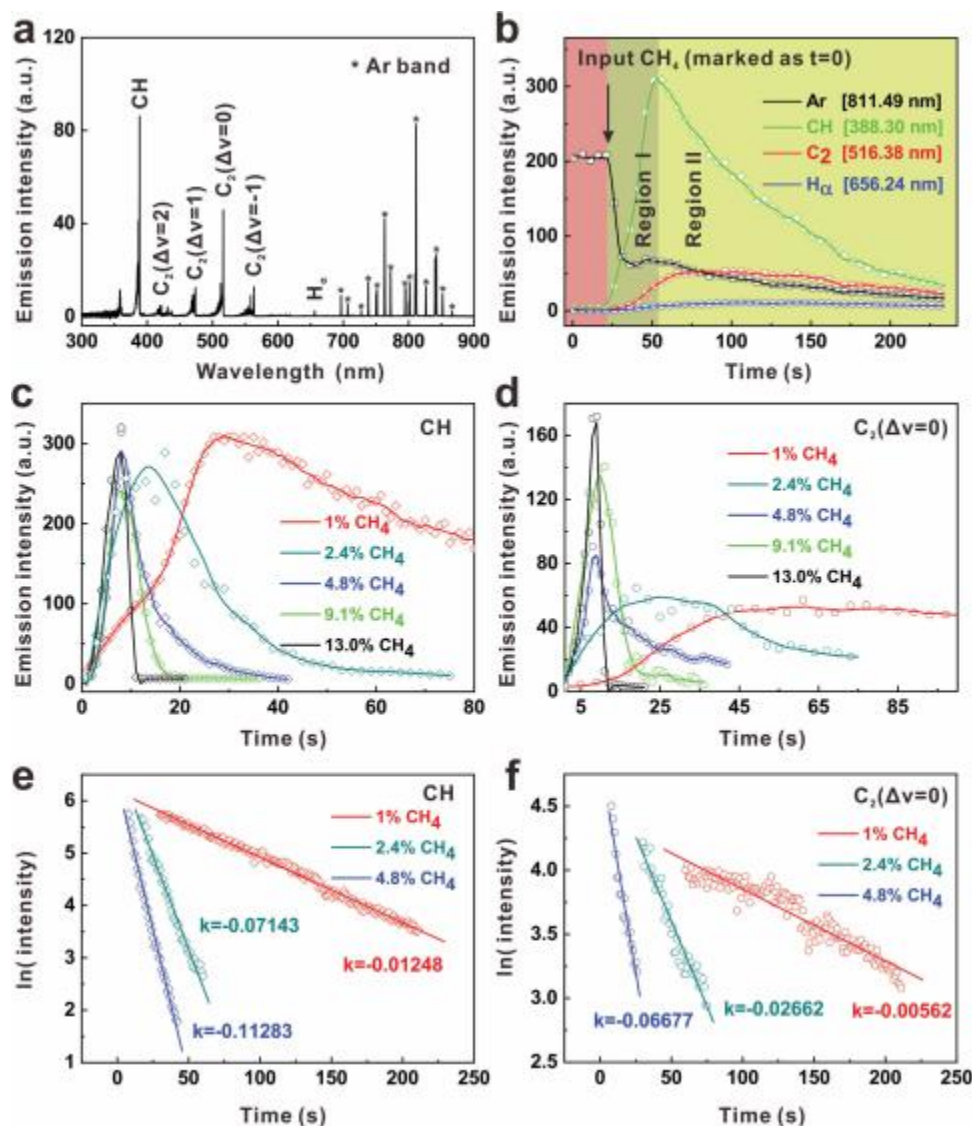 a
120
80
40
0
Emission intensity (a.u.)
CH
C₂(Δv=2)
C₂(Δv=1)
C₂(Δv=0)
C₂(Δv=-1)
Hα
* Ar band
300 400 500 600 700 800 900
Wavelength (nm)
b
Input CH₄ (marked as t=0)
Ar [811.49 nm]
CH [388.30 nm]
C₂ [516.38 nm]
Hα [656.24 nm]
Region I
Region II
300
200
100
0
Emission intensity (a.u.)
0 50 100 150 200
Time (s)
c
CH
300
200
100
0
Emission intensity (a.u.)
1% CH₄
2.4% CH₄
4.8% CH₄
9.1% CH₄
13.0% CH₄
0 20 40 60 80
Time (s)
d
C₂(Δv=0)
160
120
80
40
0
Emission intensity (a.u.)
1% CH₄
2.4% CH₄
4.8% CH₄
9.1% CH₄
13.0% CH₄
5 25 45 65 85
Time (s)
e
CH
6
5
4
3
2
1
ln( intensity)
1% CH₄
2.4% CH₄
4.8% CH₄
k=-0.07143
k=-0.01248
k=-0.11283
0 50 100 150 200 250
Time (s)
f
C₂(Δv=0)
4.5
4.0
3.5
3.0
2.5
ln( intensity)
1% CH₄
2.4% CH₄
4.8% CH₄
k=-0.06677
k=-0.02662
k=-0.00562
0 50 100 150 200 250
Time (s)